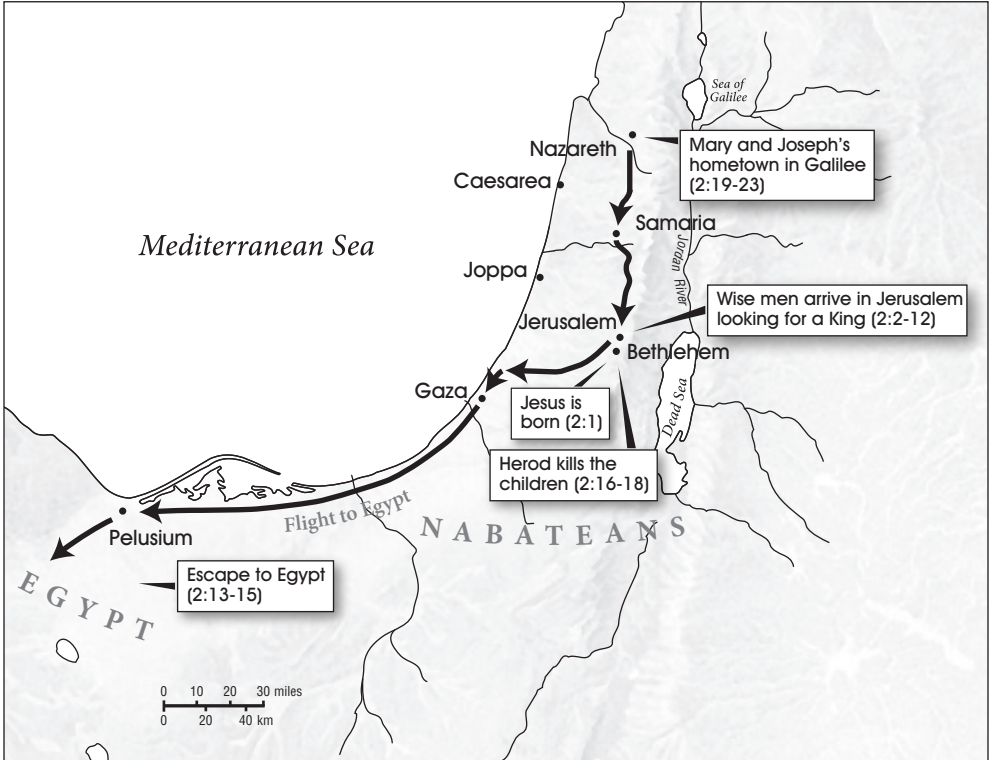 Sea of
Galilee
Nazareth
Mary and Joseph's
hometown in Galilee
(2:19-23)
Caesarea
Samaria
Mediterranean Sea
Jordan River
Joppa
Wise men arrive in Jerusalem
looking for a King (2:2-12)
Jerusalem
Bethlehem
Gaza
Jesus is
born (2:1)
Dead Sea
Herod kills the
children (2:16-18)
Flight to Egypt
NABATEANS
Pelusium
Escape to Egypt
(2:13-15)
EGYPT
0 10 20 30 miles
0 20 40 km